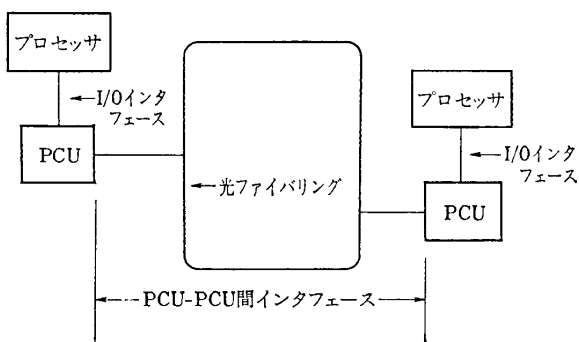 プロセッサ
I/Oインタ
フェース
PCU
光ファイバリング
プロセッサ
I/Oインタ
フェース
PCU
PCU-PCU間インタフェース